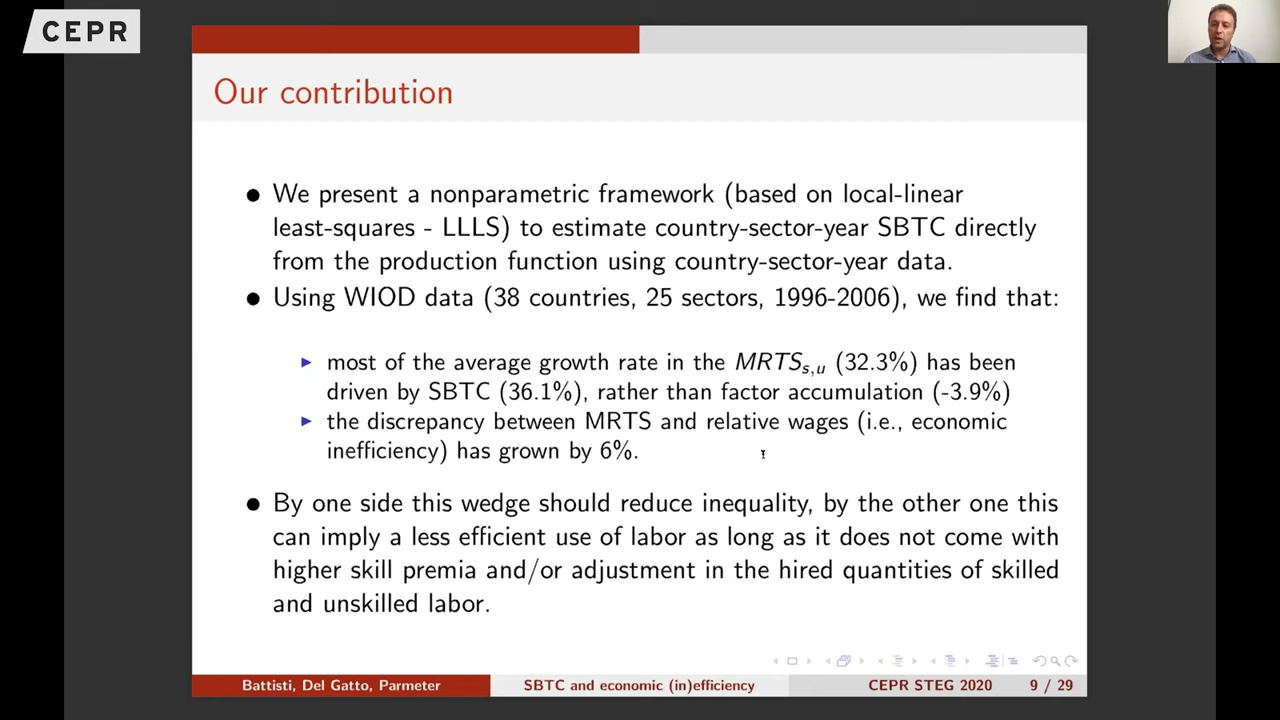 CEPR
Our contribution
● We present a nonparametric framework (based on local-linear
least-squares - LLLS) to estimate country-sector-year SBTC directly
from the production function using country-sector-year data.
● Using WIOD data (38 countries, 25 sectors, 1996-2006), we find that:
▶ most of the average growth rate in the MRTSs,u (32.3%) has been
driven by SBTC (36.1%), rather than factor accumulation (-3.9%)
▶ the discrepancy between MRTS and relative wages (i.e., economic
inefficiency) has grown by 6%.
● By one side this wedge should reduce inequality, by the other one this
can imply a less efficient use of labor as long as it does not come with
higher skill premia and/or adjustment in the hired quantities of skilled
and unskilled labor.
Battisti, Del Gatto, Parmeter SBTC and economic (in)efficiency CEPR STEG 2020 9 / 29